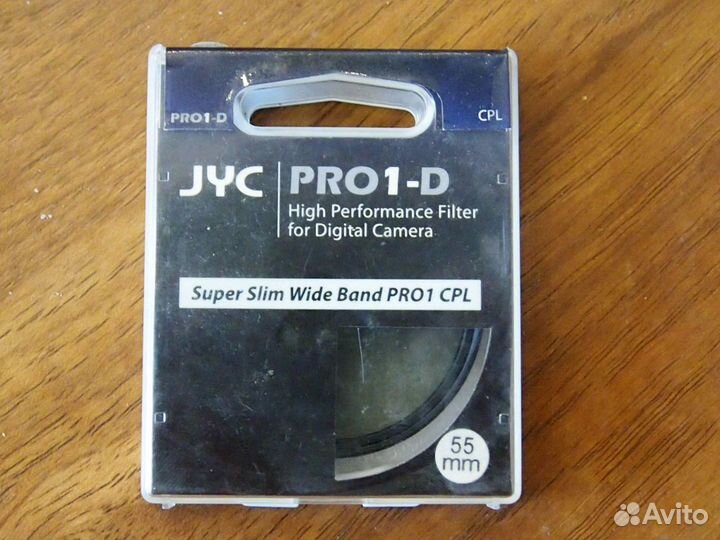 PRO1-D
CPL
JYC PRO1-D
High Performance Filter
for Digital Camera
Super Slim Wide Band PRO1 CPL
55
mm
Avito